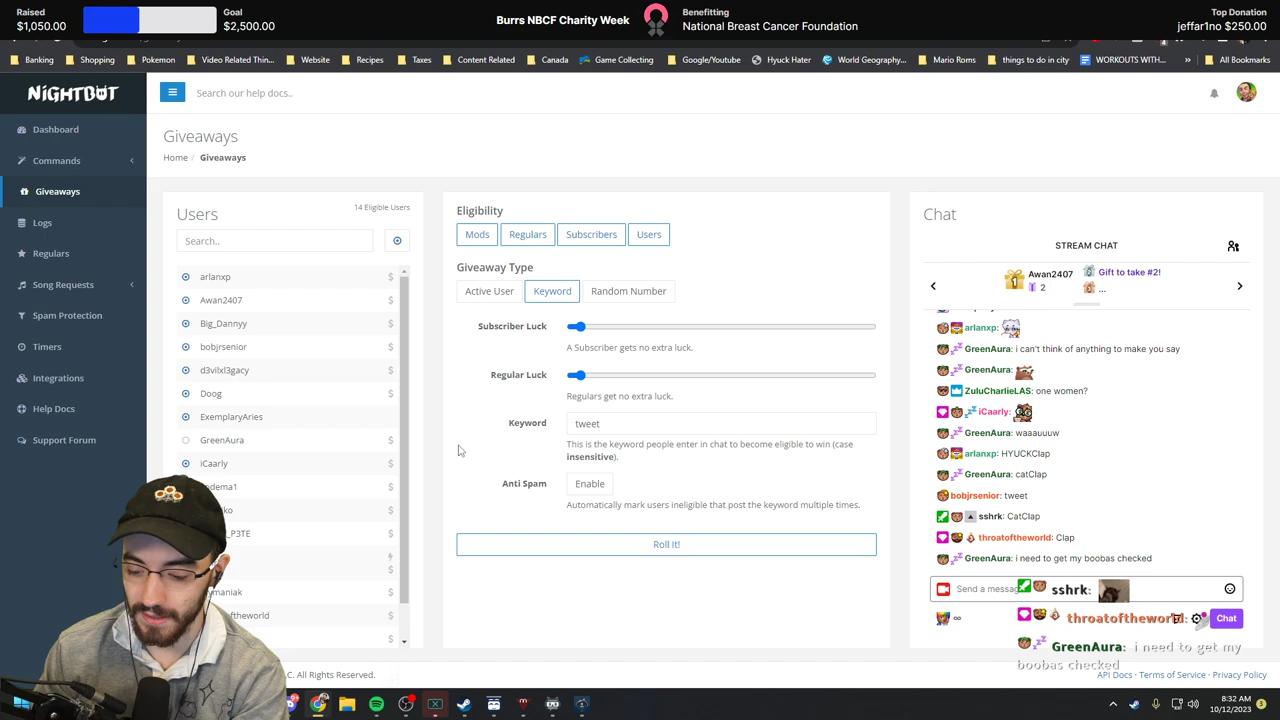 Raised
$1,000.00
Goal
$2,500.00
Burrs NBCF Charity Week
Benefitting
National Breast Cancer Foundation
Top Donation
jeffar1no $250.00
Banking
Shopping
Video Related Thin...
Website
Recipes
Taxes
Content Related
Canada
Game Collecting
Google/Youtube
Hyuck Hater
World Geography...
Mario Roms
things to do in city
WORKOUTS WITH ...
»
All Bookmarks
NIGHTBOT
Search our help docs..
Dashboard
Commands
Giveaways
Logs
Regulars
Song Requests
Spam Protection
Timers
Integrations
Help Docs
Support Forum
Giveaways
Home / Giveaways
Users
14 Eligible Users
Search..
arlanxp $
Awan2407 $
Big_Dannyy $
bobjrsenior $
d3vilxl3gacy $
Doog $
ExemplaryAries $
GreenAura $
iCaarly $
Eligibility
Mods
Regulars
Subscribers
Users
Giveaway Type
Active User
Keyword
Random Number
Subscriber Luck
A Subscriber gets no extra luck.
Regular Luck
Regulars get no extra luck.
Keyword
tweet
This is the keyword people enter in chat to become eligible to win (case
insensitive).
Anti Spam
Enable
Automatically mark users ineligible that post the keyword multiple times.
Roll It!
Chat
STREAM CHAT
1
Awan2407
2
Gift to take #2!
...
arlanxp:
GreenAura: i can't think of anything to make you say
GreenAura:
ZuluCharlieLAS: one women?
iCaarly:
GreenAura: waaauuuw
arlanxp: HYUCKClap
GreenAura: catClap
bobjrsenior: tweet
sshrk: CatClap
throatoftheworld: Clap
GreenAura: i need to get my boobas checked
Send a messag
sshrk:
throatoftheworld:
Chat
GreenAura: i need to get my
boobas checked
C. All Rights Reserved.
API Docs · Terms of Service · Privacy Policy
8:32 AM
10/12/2023
3